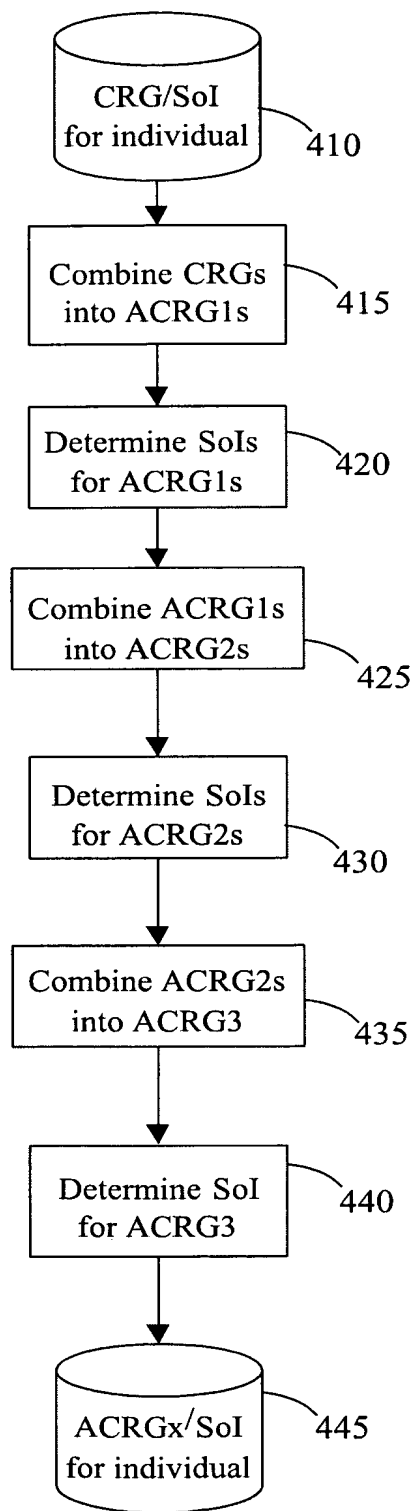 CRG/SoI
for individual
410
Combine CRGs
into ACRG1s
415
Determine SoIs
for ACRG1s
420
Combine ACRG1s
into ACRG2s
425
Determine SoIs
for ACRG2s
430
Combine ACRG2s
into ACRG3
435
Determine SoI
for ACRG3
440
ACRGx/SoI
for individual
445